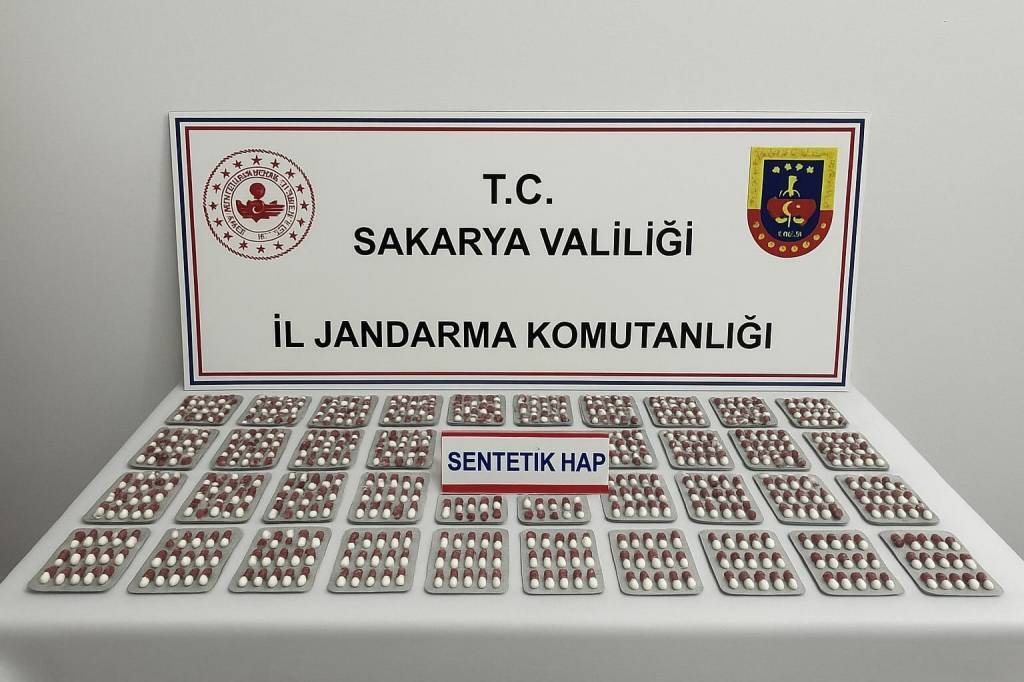 T.C.
SAKARYA VALİLİĞİ
İL JANDARMA KOMUTANLIĞI
SENTETİK HAP